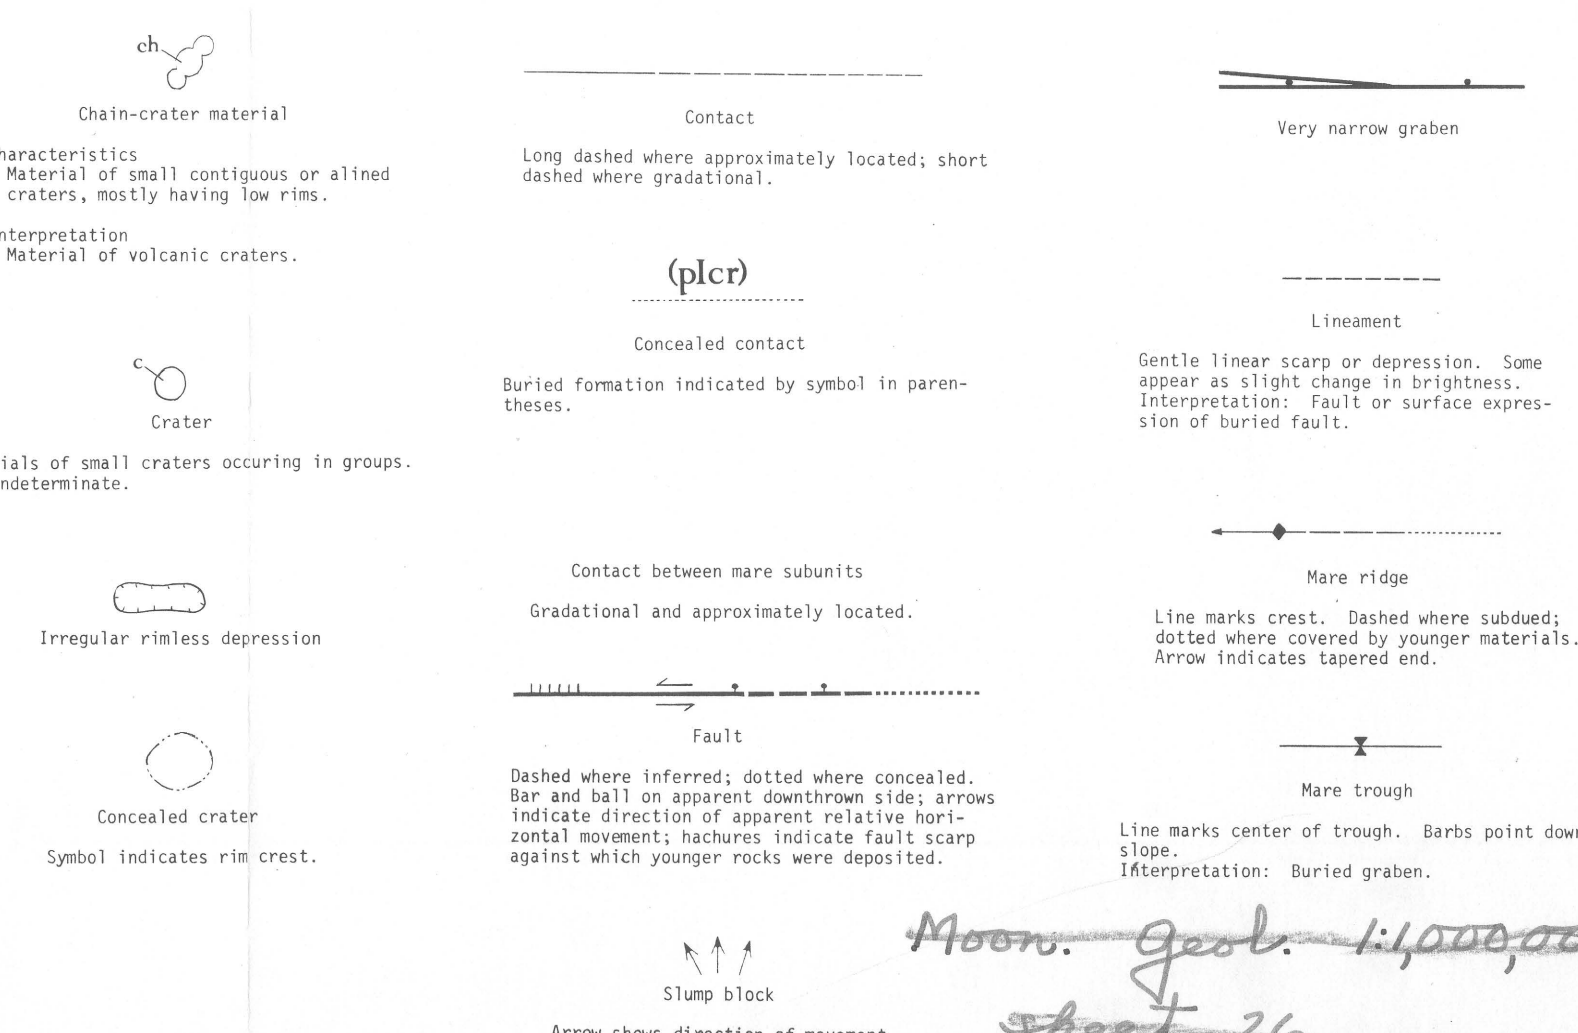 ch
Chain-crater material
haracteristics
Material of small contiguous or alined
craters, mostly having low rims.
nterpretation
Material of volcanic craters.
c
Crater
ials of small craters occuring in groups.
ndeterminate.
Irregular rimless depression
Concealed crater
Symbol indicates rim crest.
Contact
Long dashed where approximately located; short
dashed where gradational.
(pIcr)
Concealed contact
Buried formation indicated by symbol in paren-
theses.
Contact between mare subunits
Gradational and approximately located.
Fault
Dashed where inferred; dotted where concealed.
Bar and ball on apparent downthrown side; arrows
indicate direction of apparent relative hori-
zontal movement; hachures indicate fault scarp
against which younger rocks were deposited.
Slump block
Arrow shows direction of movement
Very narrow graben
Lineament
Gentle linear scarp or depression. Some
appear as slight change in brightness.
Interpretation: Fault or surface expres-
sion of buried fault.
Mare ridge
Line marks crest. Dashed where subdued;
dotted where covered by younger materials.
Arrow indicates tapered end.
Mare trough
Line marks center of trough. Barbs point down
slope.
Interpretation: Buried graben.
Moon. Geol. 1:1,000,00
sheet 26